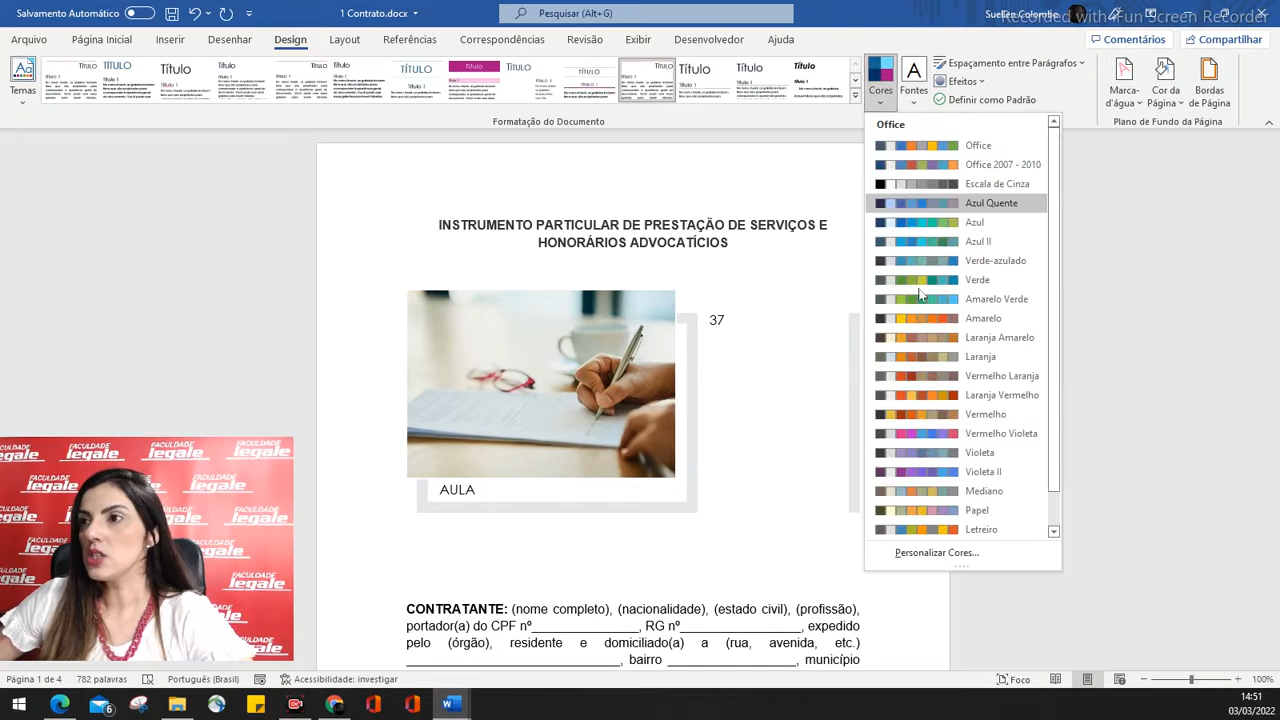 Salvamento Automático
1 Contrato.docx
Pesquisar (Alt+G)
Suellen Colombo
Recorded with Fun Screen Recorder
Arquivo Página Inicial Inserir Desenhar Design Layout Referências Correspondências Revisão Exibir Desenvolvedor Ajuda
Comentários Compartilhar
Temas
Título
TÍTULO
Título
Título
TÍTULO
Título
TÍTULO
TÍTULO
Título
Título
Título
Cores
Fontes
Espaçamento entre Parágrafos
Efeitos
Definir como Padrão
Marca-
d'água
Cor da
Página
Bordas
de Página
Formatação do Documento
Plano de Fundo da Página
Office
Office
Office 2007 - 2010
Escala de Cinza
Azul Quente
Azul
Azul II
Verde-azulado
Verde
Amarelo Verde
Amarelo
Laranja Amarelo
Laranja
Vermelho Laranja
Laranja Vermelho
Vermelho
Vermelho Violeta
Violeta
Violeta II
Mediano
Papel
Letreiro
Personalizar Cores...
INSTRUMENTO PARTICULAR DE PRESTAÇÃO DE SERVIÇOS E
HONORÁRIOS ADVOCATÍCIOS
37
AULA
CONTRATANTE: (nome completo), (nacionalidade), (estado civil), (profissão),
portador(a) do CPF nº_______________, RG nº_________________, expedido
pelo (órgão), residente e domiciliado(a) a (rua, avenida, etc.)
______________________________, bairro __________________, município
FACULDADE
legale
Página 1 de 4 782 palavras Português (Brasil) Acessibilidade: investigar
Foco
100%
6
14:51
03/03/2022